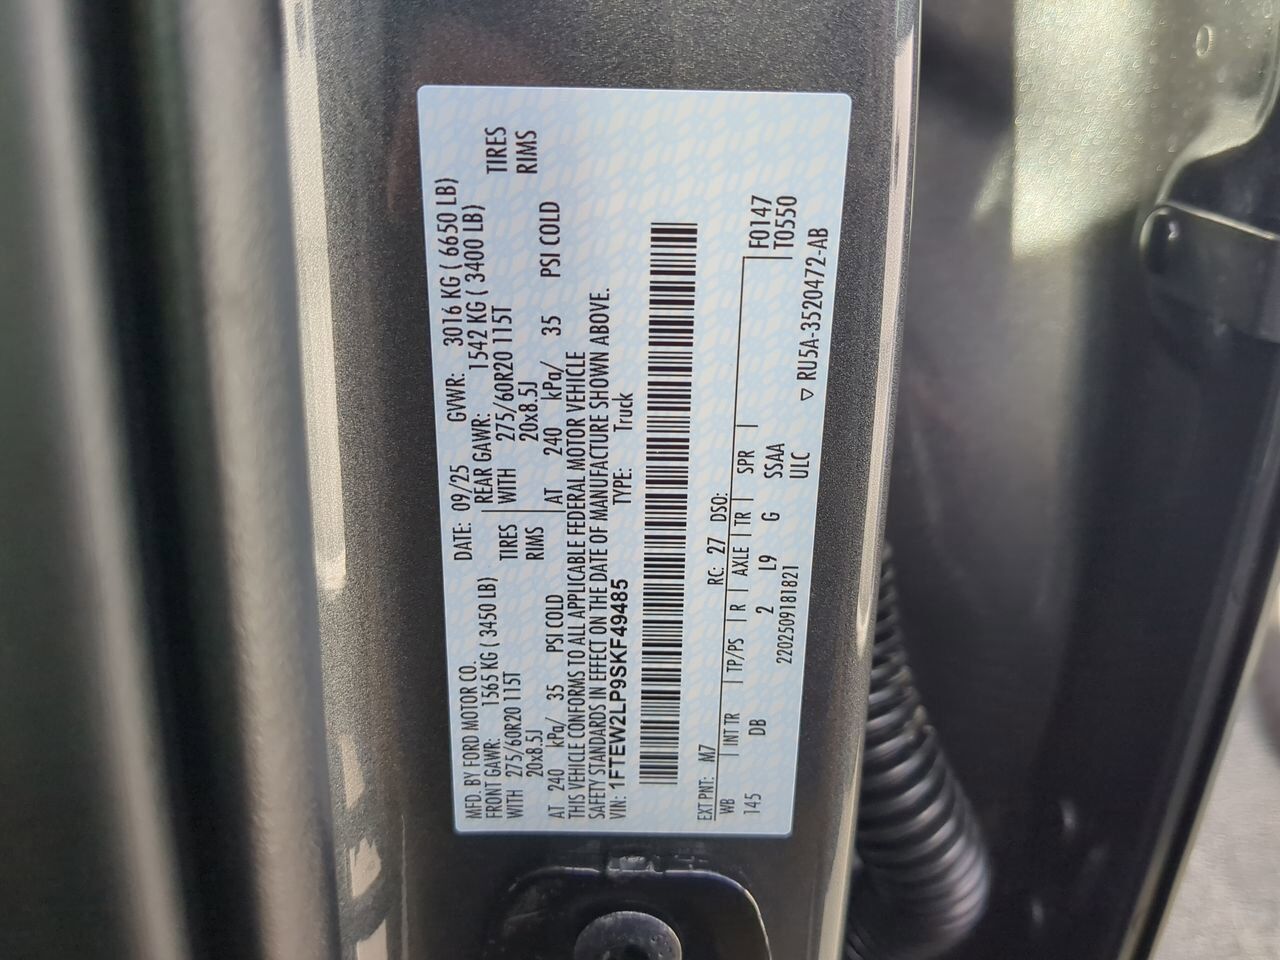 MFD. BY FORD MOTOR CO. DATE: 09/25 GVWR: 3016 KG ( 6650 LB)
FRONT GAWR: 1565 KG ( 3450 LB) REAR GAWR: 1542 KG ( 3400 LB)
WITH 275/60R20 115T TIRES WITH 275/60R20 115T TIRES
20x8.5J RIMS 20x8.5J RIMS
AT 240 kPa/ 35 PSI COLD AT 240 kPa/ 35 PSI COLD
THIS VEHICLE CONFORMS TO ALL APPLICABLE FEDERAL MOTOR VEHICLE
SAFETY STANDARDS IN EFFECT ON THE DATE OF MANUFACTURE SHOWN ABOVE.
VIN: 1FTEW2LP9SKF49485 TYPE: Truck
EXT PNT: M7 RC: 27 DSO: F0147
WB INT TR TP/PS R AXLE TR SPR T0550
145 DB 2 L9 G SSAA
2202509181821 ULC
▽ RU5A-3520472-AB